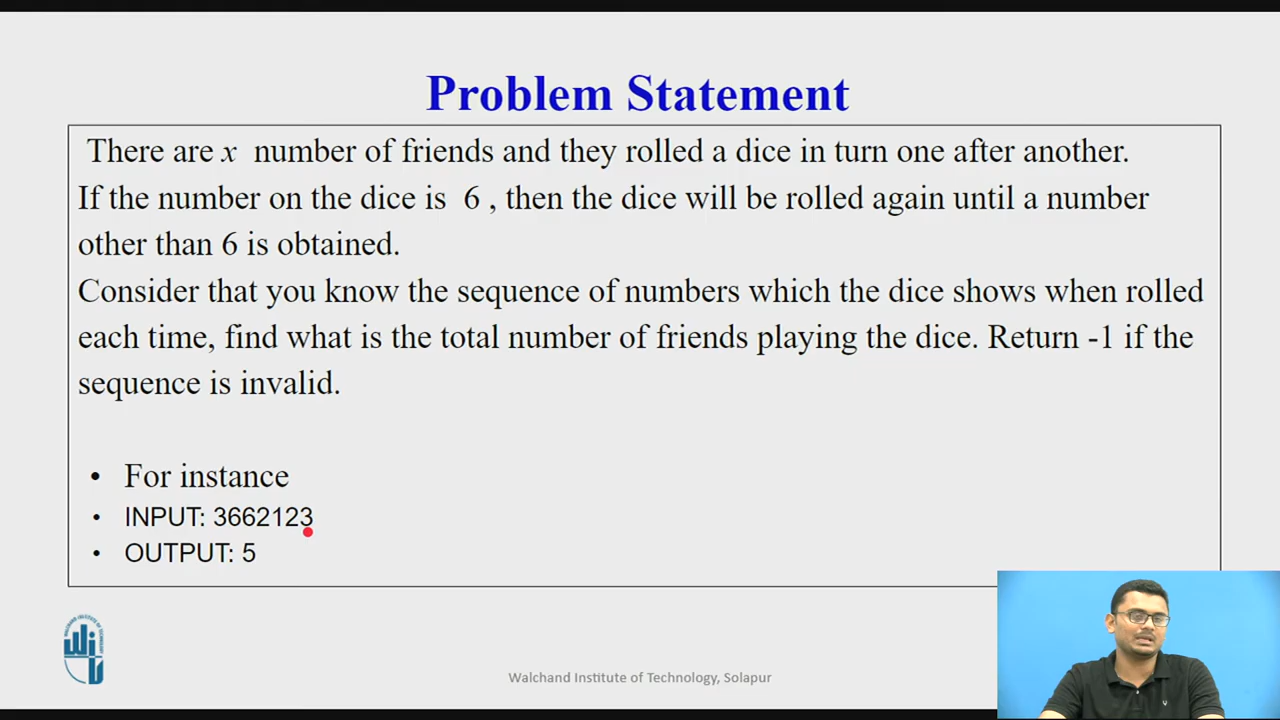 Problem Statement
There are x number of friends and they rolled a dice in turn one after another.
If the number on the dice is 6 , then the dice will be rolled again until a number
other than 6 is obtained.
Consider that you know the sequence of numbers which the dice shows when rolled
each time, find what is the total number of friends playing the dice. Return -1 if the
sequence is invalid.
• For instance
• INPUT: 3662123
• OUTPUT: 5
Walchand Institute of Technology, Solapur